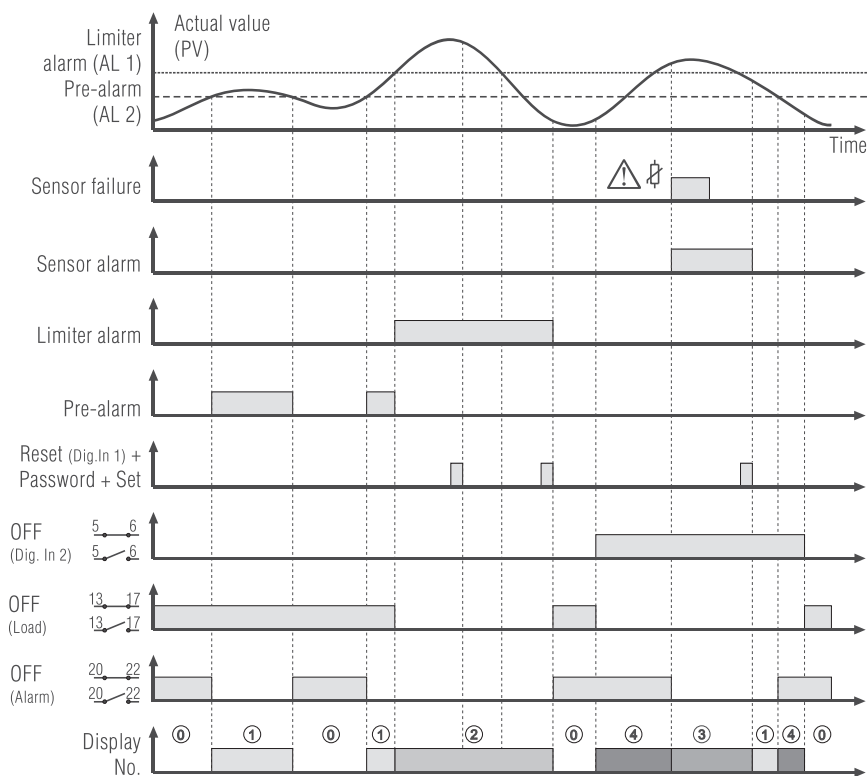 Actual value
(PV)
Limiter
alarm (AL 1)
Pre-alarm
(AL 2)
Time
Sensor failure
Sensor alarm
Limiter alarm
Pre-alarm
Reset (Dig.In 1) +
Password + Set
OFF 5 6
(Dig. In 2) 5 6
OFF 13 17
(Load) 13 17
OFF 20 22
(Alarm) 20 22
Display ⓪ ① ⓪ ① ② ⓪ ④ ③ ① ④ ⓪
No.